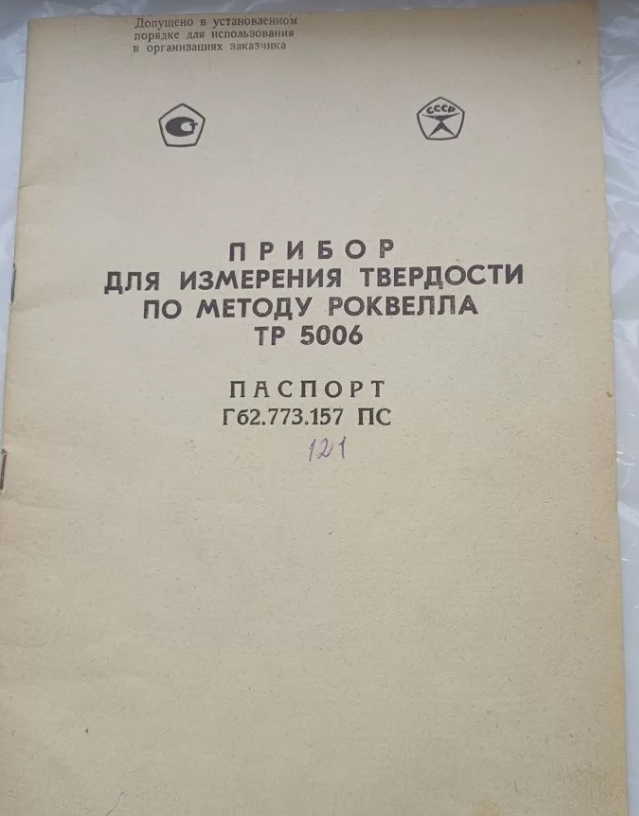 Допущено в установленном
порядке для использования
в организациях заказчика
СССР
ПРИБОР
ДЛЯ ИЗМЕРЕНИЯ ТВЕРДОСТИ
ПО МЕТОДУ РОКВЕЛЛА
ТР 5006
ПАСПОРТ
Гб2.773.157 ПС
121